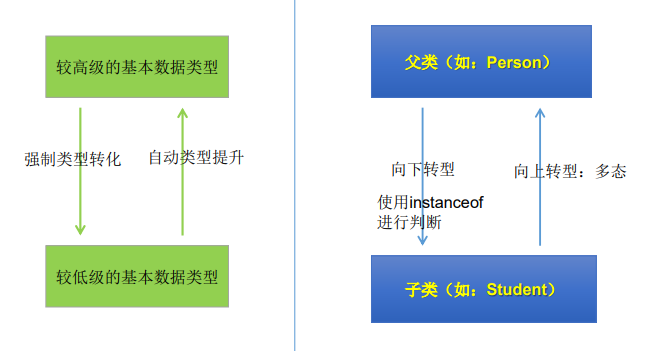 较高级的基本数据类型
强制类型转化
自动类型提升
较低级的基本数据类型
父类（如：Person）
向下转型
使用instanceof
进行判断
向上转型：多态
子类（如：Student）